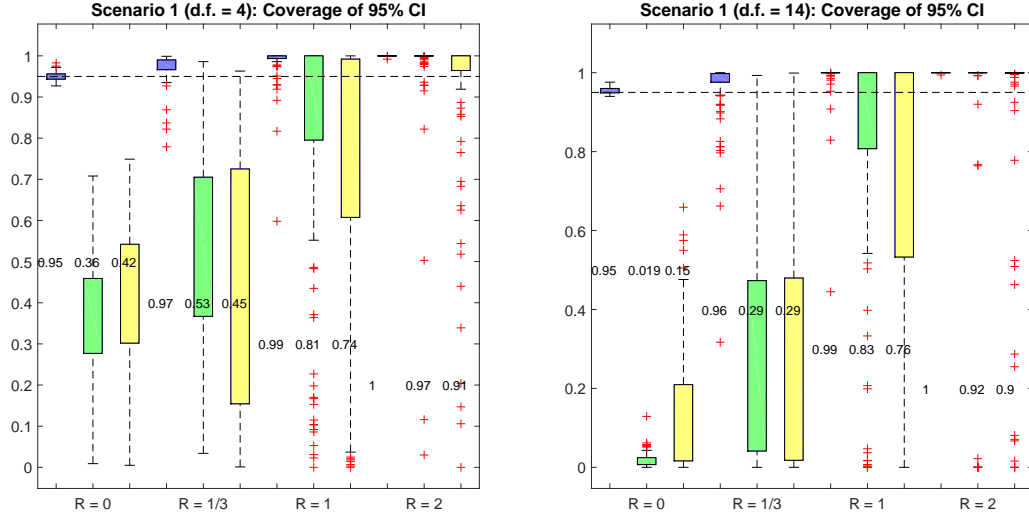 Scenario 1 (d.f. = 4): Coverage of 95% CI
1
0.9
0.8
0.7
0.6
0.5
0.4
0.3
0.2
0.1
0
0.95 0.36 0.42
0.97 0.53 0.45
0.99 0.81 0.74
1 0.97 0.91
R = 0 R = 1/3 R = 1 R = 2
Scenario 1 (d.f. = 14): Coverage of 95% CI
1
0.8
0.6
0.4
0.2
0
0.95 0.019 0.15
0.96 0.29 0.29
0.99 0.83 0.76
1 0.92 0.9
R = 0 R = 1/3 R = 1 R = 2